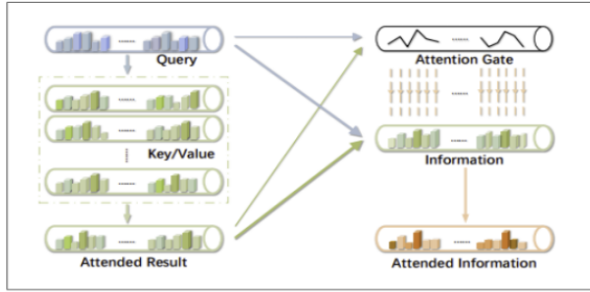 Query
Attention Gate
Key/Value
Information
Attended Result
Attended Information